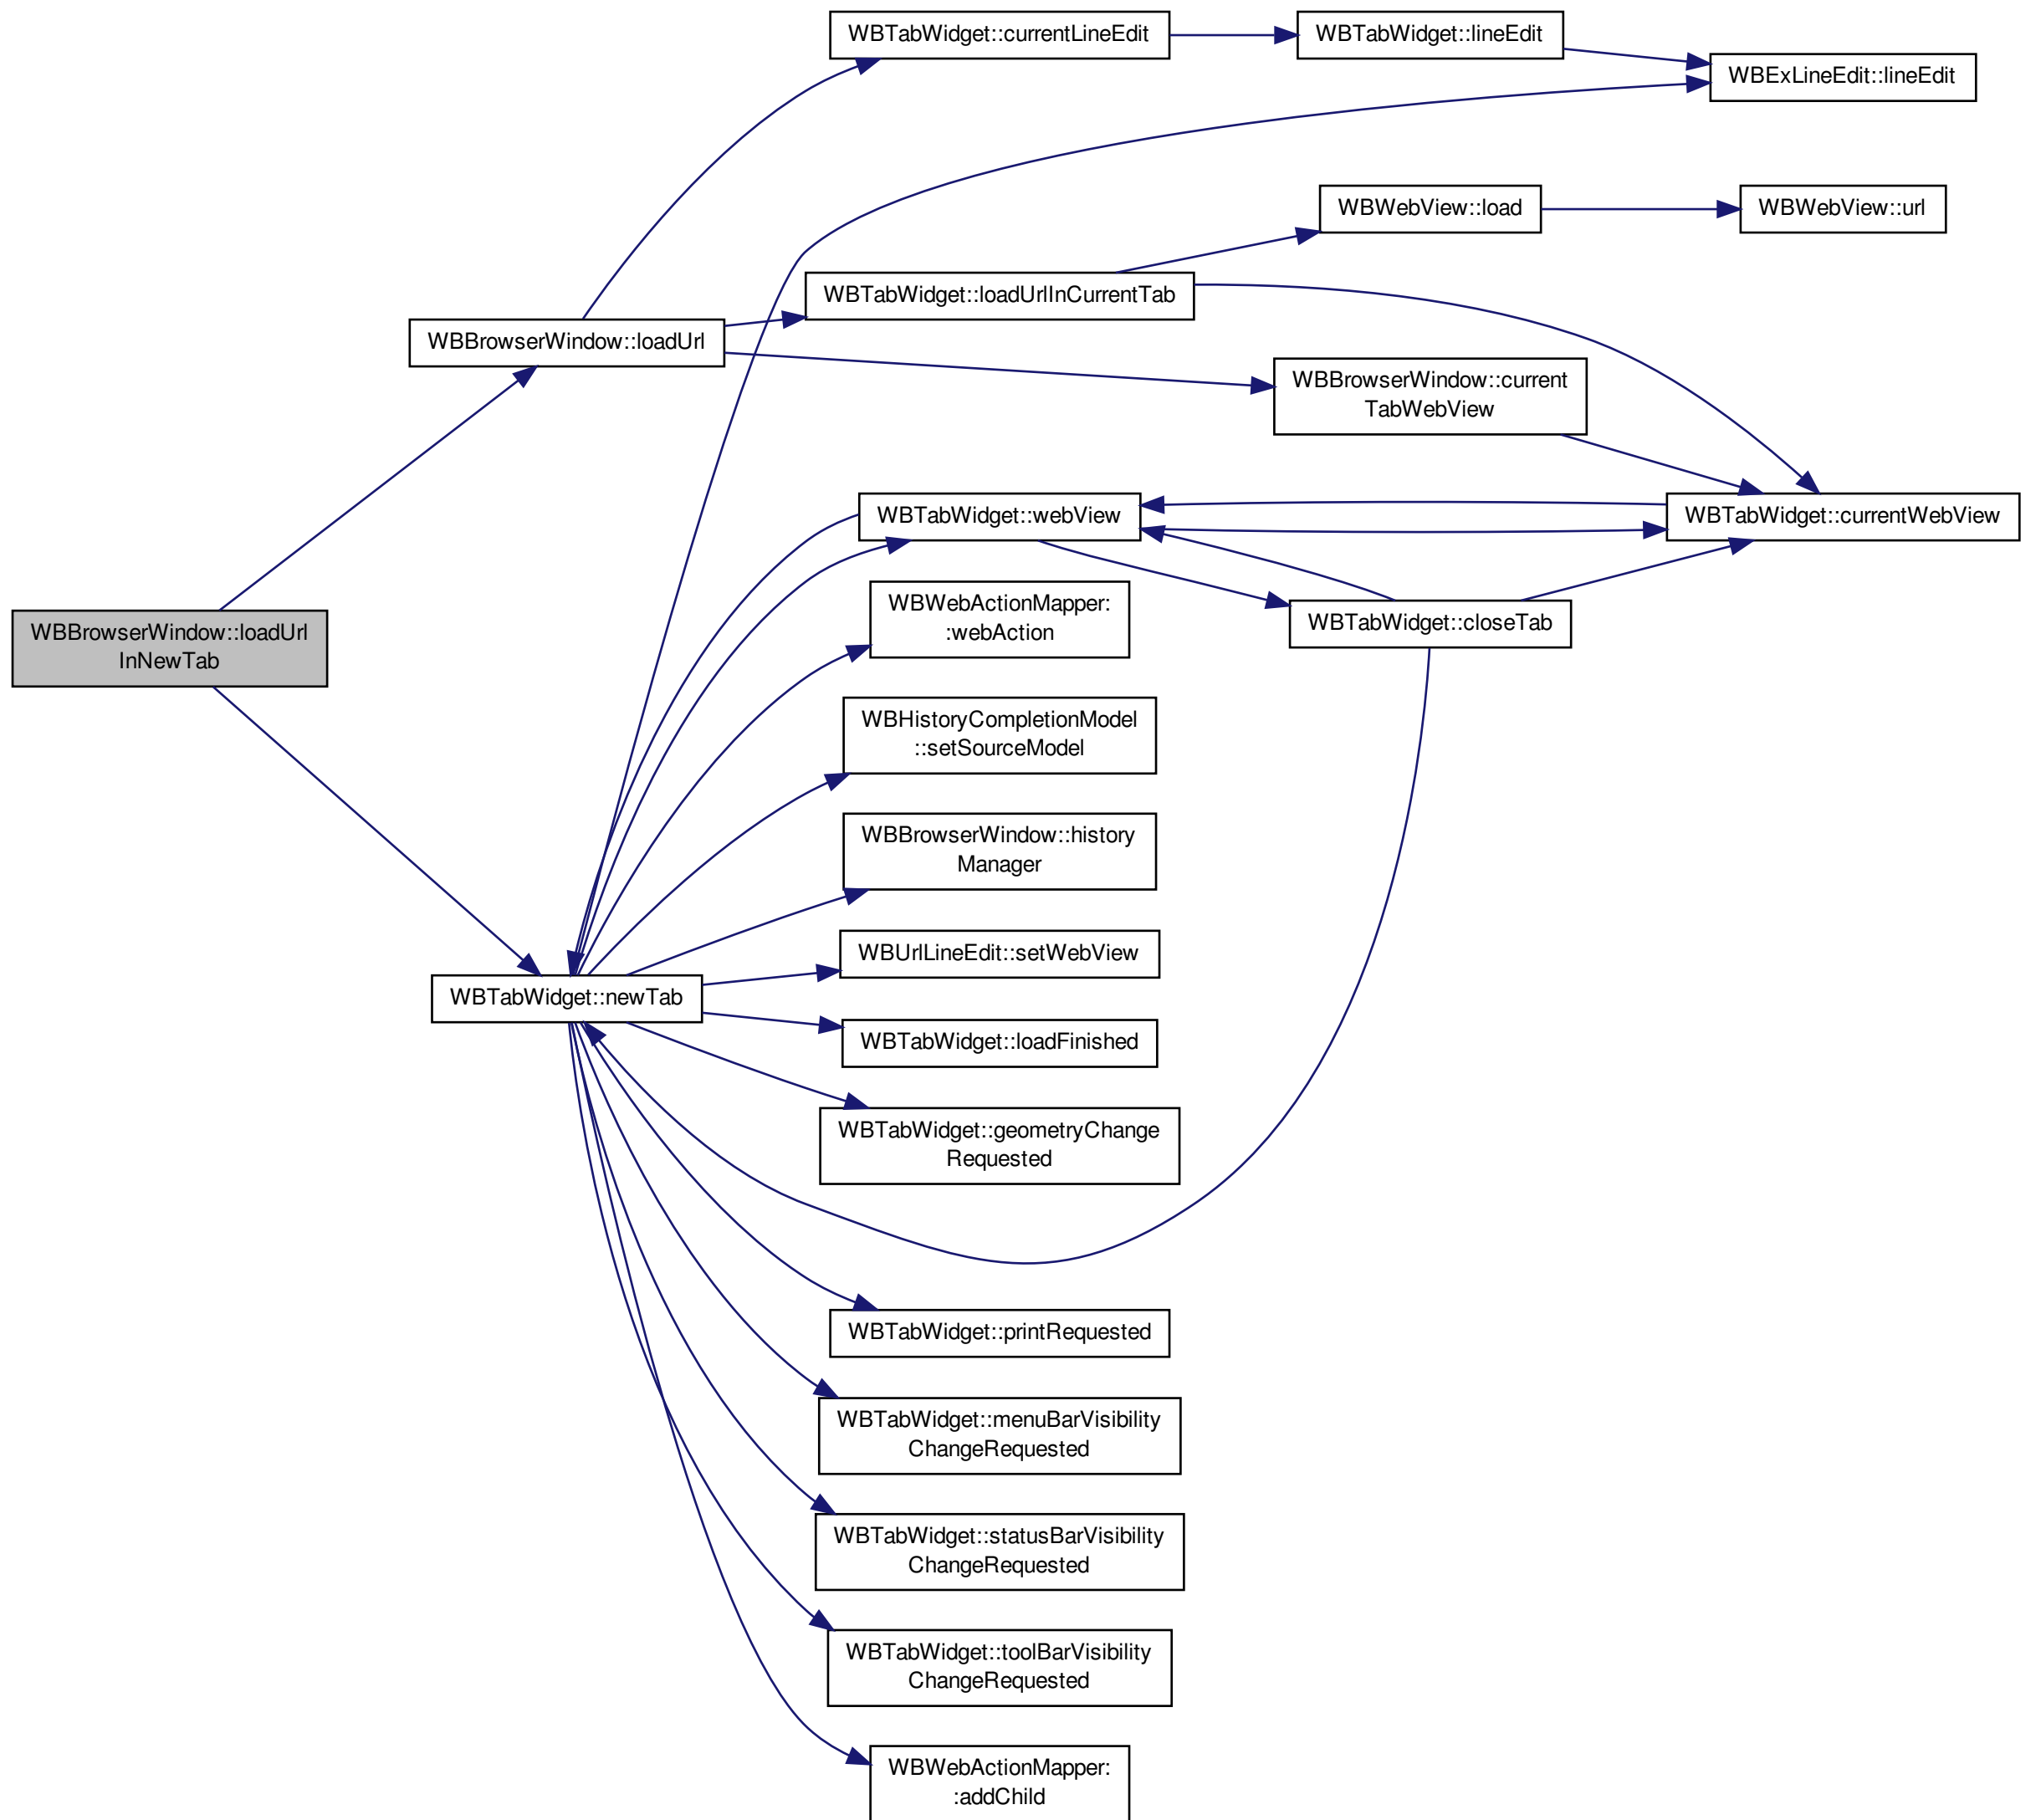 WBTabWidget::currentLineEdit
WBTabWidget::lineEdit
WBExLineEdit::lineEdit
WBWebView::load
WBWebView::url
WBTabWidget::loadUrlInCurrentTab
WBBrowserWindow::loadUrl
WBBrowserWindow::current
TabWebView
WBTabWidget::webView
WBTabWidget::currentWebView
WBWebActionMapper:
:webAction
WBTabWidget::closeTab
WBBrowserWindow::loadUrl
InNewTab
WBHistoryCompletionModel
::setSourceModel
WBBrowserWindow::history
Manager
WBUrlLineEdit::setWebView
WBTabWidget::newTab
WBTabWidget::loadFinished
WBTabWidget::geometryChange
Requested
WBTabWidget::printRequested
WBTabWidget::menuBarVisibility
ChangeRequested
WBTabWidget::statusBarVisibility
ChangeRequested
WBTabWidget::toolBarVisibility
ChangeRequested
WBWebActionMapper:
:addChild